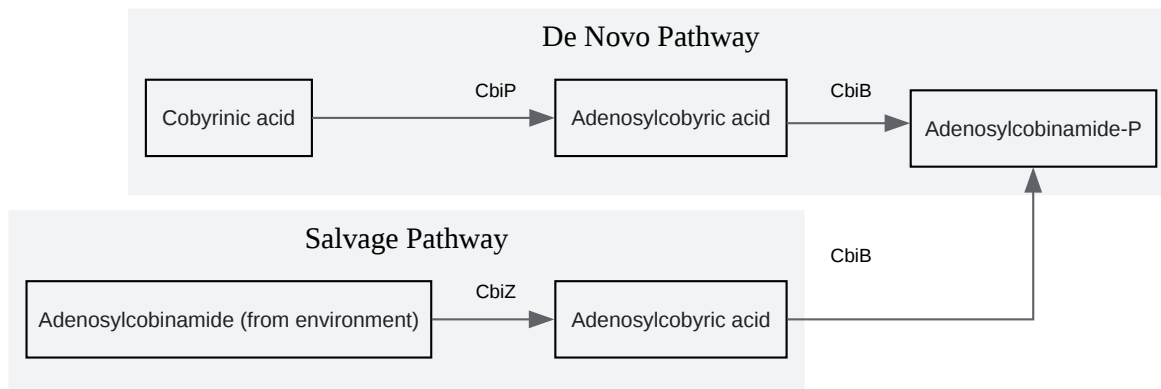 De Novo Pathway
CbiP
CbiB
Cobyrinic acid
Adenosylcobyric acid
Adenosylcobinamide-P
Salvage Pathway
CbiB
CbiZ
Adenosylcobinamide (from environment)
Adenosylcobyric acid